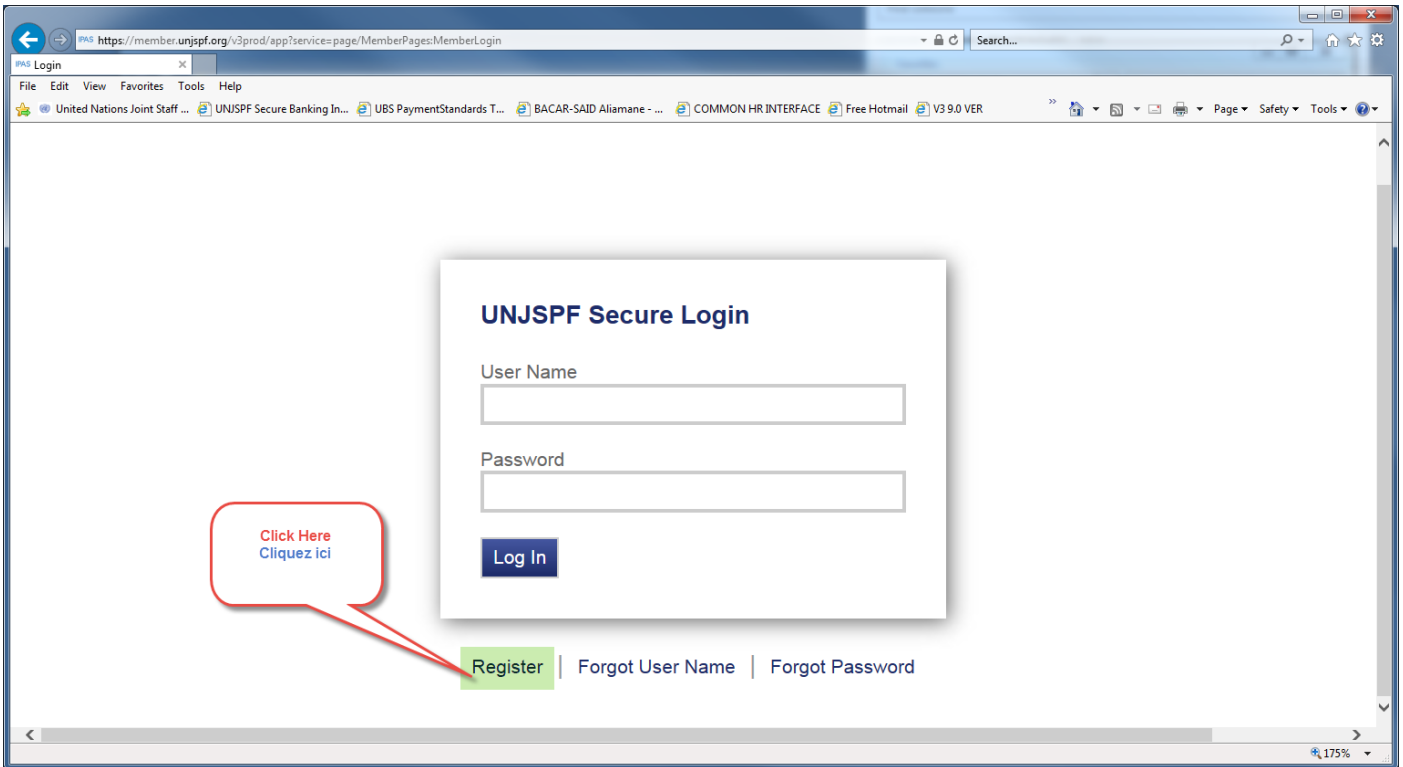 IPAS https://member.unjspf.org/v3prod/app?service=page/MemberPages:MemberLogin
Search...
IPAS Login
File Edit View Favorites Tools Help
United Nations Joint Staff ... UNJSPF Secure Banking In... UBS PaymentStandards T... BACAR-SAID Aliamane - ... COMMON HR INTERFACE Free Hotmail V3 9.0 VER
Page Safety Tools
UNJSPF Secure Login
User Name
Password
Click Here
Cliquez ici
Log In
Register | Forgot User Name | Forgot Password
175%